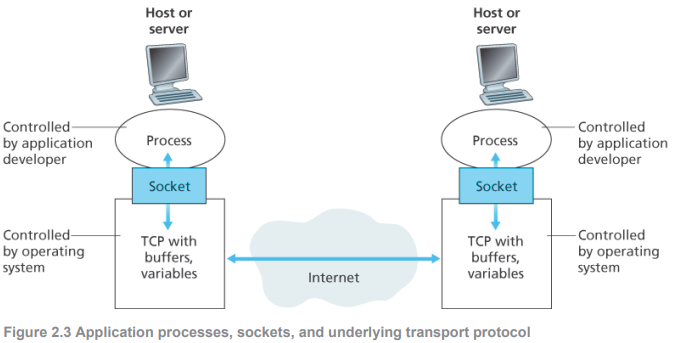 Host or
server
Host or
server
Controlled
by application
developer
Process
Process
Controlled
by application
developer
Socket
Socket
Controlled
by operating
system
TCP with
buffers,
variables
Internet
TCP with
buffers,
variables
Controlled
by operating
system
Figure 2.3 Application processes, sockets, and underlying transport protocol